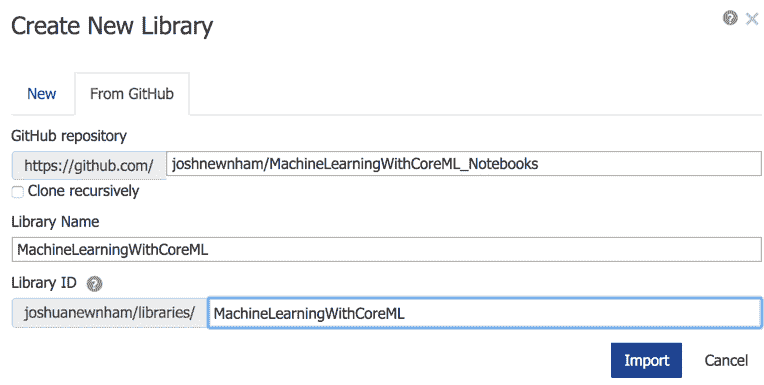 Create New Library
New From GitHub
GitHub repository
https://github.com/ joshnewnham/MachineLearningWithCoreML_Notebooks
Clone recursively
Library Name
MachineLearningWithCoreML
Library ID ?
joshuanewnham/libraries/ MachineLearningWithCoreML
Import Cancel